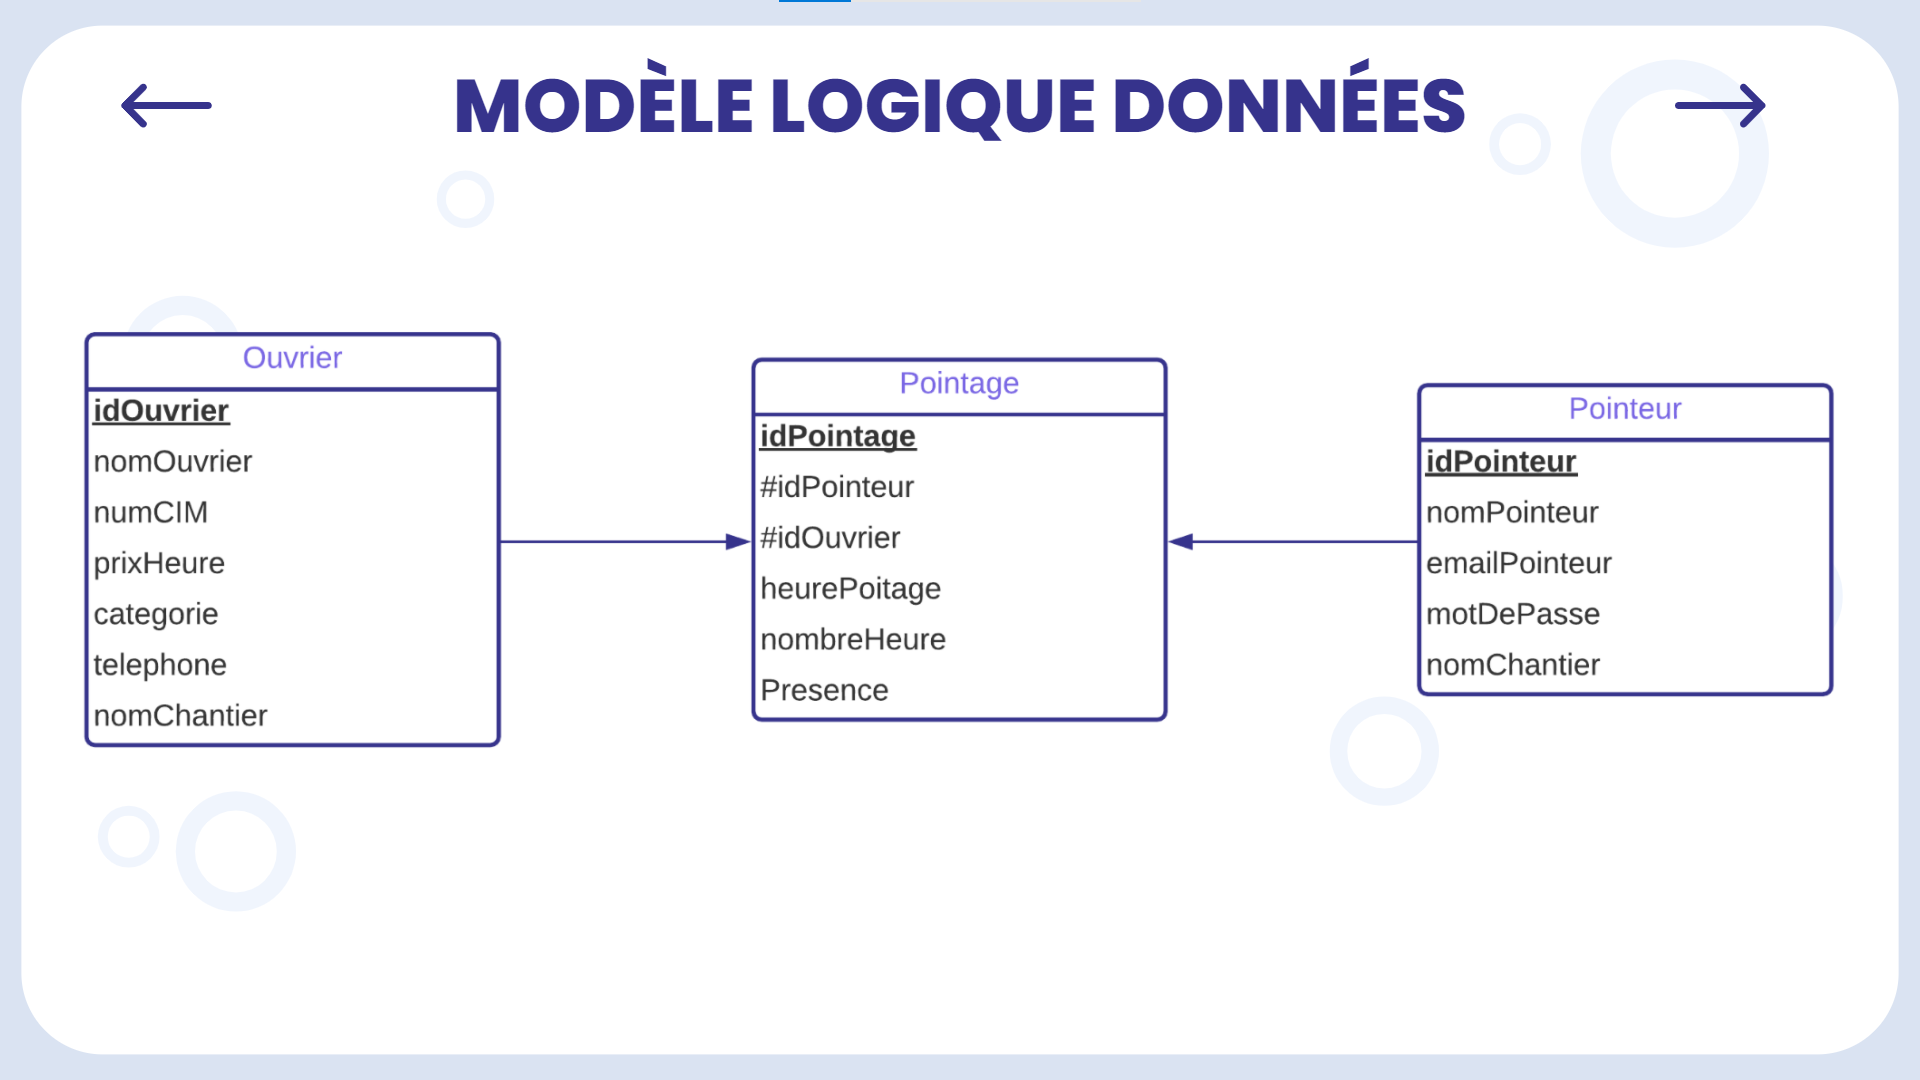 MODÈLE LOGIQUE DONNÉES
Ouvrier
idOuvrier
nomOuvrier
numCIM
prixHeure
categorie
telephone
nomChantier
Pointage
idPointage
#idPointeur
#idOuvrier
heurePoitage
nombreHeure
Presence
Pointeur
idPointeur
nomPointeur
emailPointeur
motDePasse
nomChantier